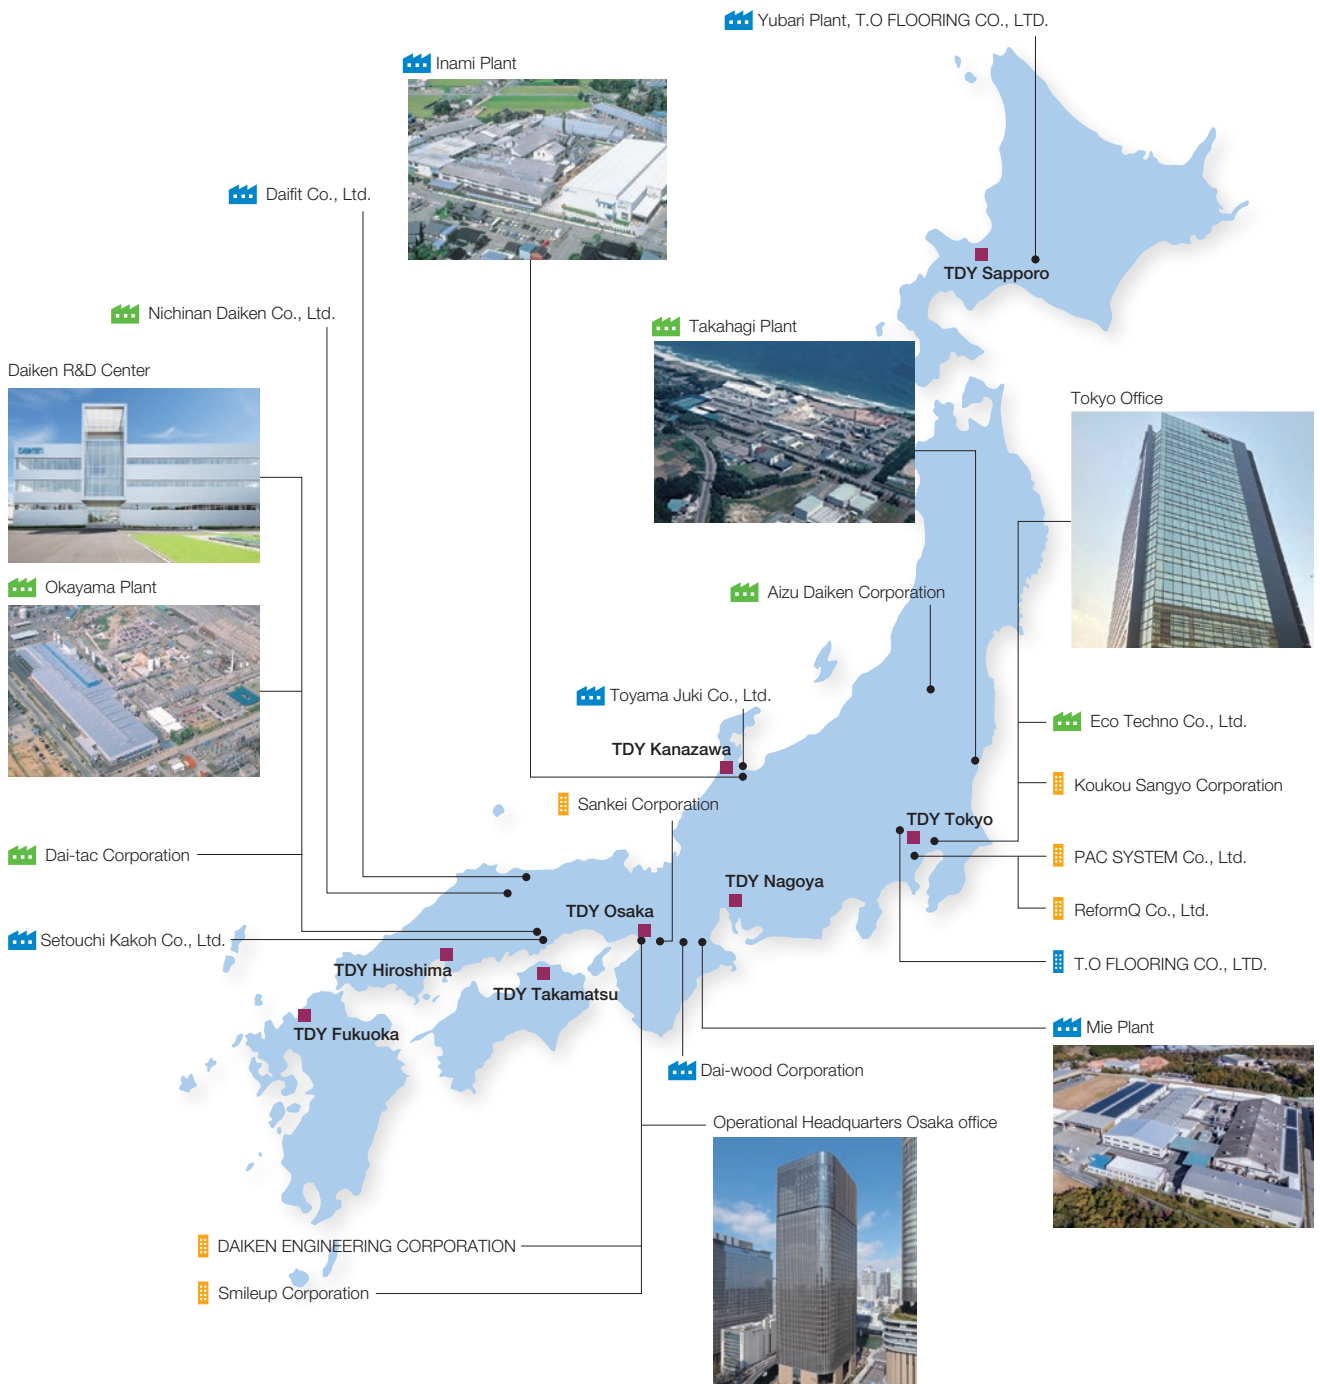 Yubari Plant, T.O FLOORING CO., LTD.
Inami Plant
Daifit Co., Ltd.
TDY Sapporo
Nichinan Daiken Co., Ltd.
Takahagi Plant
Daiken R&D Center
DAIKEN
Tokyo Office
Okayama Plant
Aizu Daiken Corporation
Toyama Juki Co., Ltd.
Eco Techno Co., Ltd.
TDY Kanazawa
Koukou Sangyo Corporation
Sankei Corporation
TDY Tokyo
Dai-tac Corporation
PAC SYSTEM Co., Ltd.
TDY Nagoya
TDY Osaka
ReformQ Co., Ltd.
Setouchi Kakoh Co., Ltd.
TDY Hiroshima
T.O FLOORING CO., LTD.
TDY Takamatsu
TDY Fukuoka
Mie Plant
Dai-wood Corporation
Operational Headquarters Osaka office
DAIKEN ENGINEERING CORPORATION
Smileup Corporation